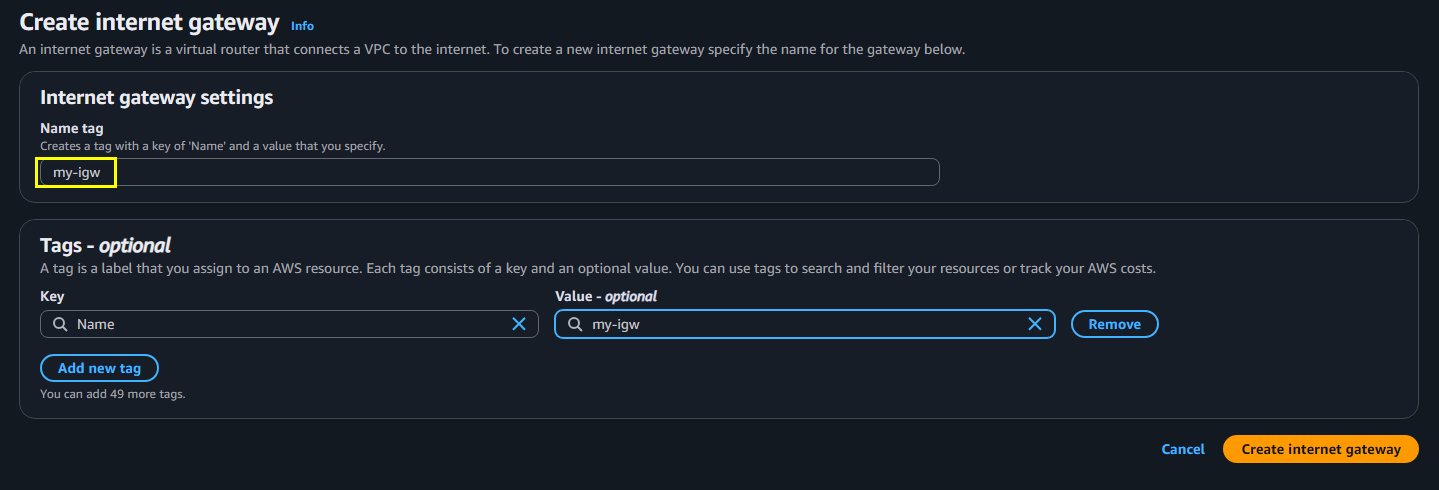 Create internet gateway Info
An internet gateway is a virtual router that connects a VPC to the internet. To create a new internet gateway specify the name for the gateway below.
Internet gateway settings
Name tag
Creates a tag with a key of 'Name' and a value that you specify.
my-igw
Tags - optional
A tag is a label that you assign to an AWS resource. Each tag consists of a key and an optional value. You can use tags to search and filter your resources or track your AWS costs.
Key Value - optional
Name my-igw Remove
Add new tag
You can add 49 more tags.
Cancel Create internet gateway